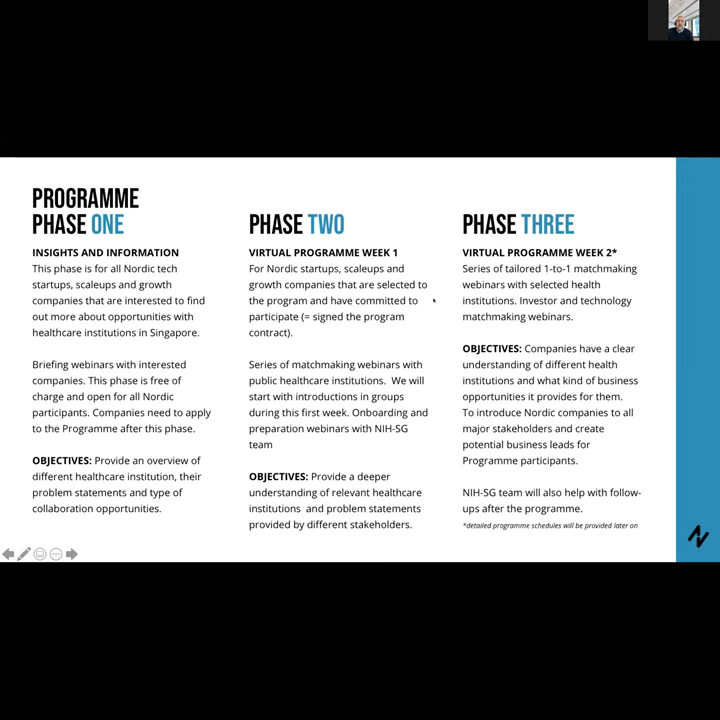 PROGRAMME
PHASE ONE
INSIGHTS AND INFORMATION
This phase is for all Nordic tech
startups, scaleups and growth
companies that are interested to find
out more about opportunities with
healthcare institutions in Singapore.
Briefing webinars with interested
companies. This phase is free of
charge and open for all Nordic
participants. Companies need to apply
to the Programme after this phase.
OBJECTIVES: Provide an overview of
different healthcare institution, their
problem statements and type of
collaboration opportunities.
PHASE TWO
VIRTUAL PROGRAMME WEEK 1
For Nordic startups, scaleups and
growth companies that are selected to
the program and have committed to
participate (= signed the program
contract).
Series of matchmaking webinars with
public healthcare institutions. We will
start with introductions in groups
during this first week. Onboarding and
preparation webinars with NIH-SG
team
OBJECTIVES: Provide a deeper
understanding of relevant healthcare
institutions and problem statements
provided by different stakeholders.
PHASE THREE
VIRTUAL PROGRAMME WEEK 2*
Series of tailored 1-to-1 matchmaking
webinars with selected health
institutions. Investor and technology
matchmaking webinars.
OBJECTIVES: Companies have a clear
understanding of different health
institutions and what kind of business
opportunities it provides for them.
To introduce Nordic companies to all
major stakeholders and create
potential business leads for
Programme participants.
NIH-SG team will also help with follow-
ups after the programme.
*detailed programme schedules will be provided later on